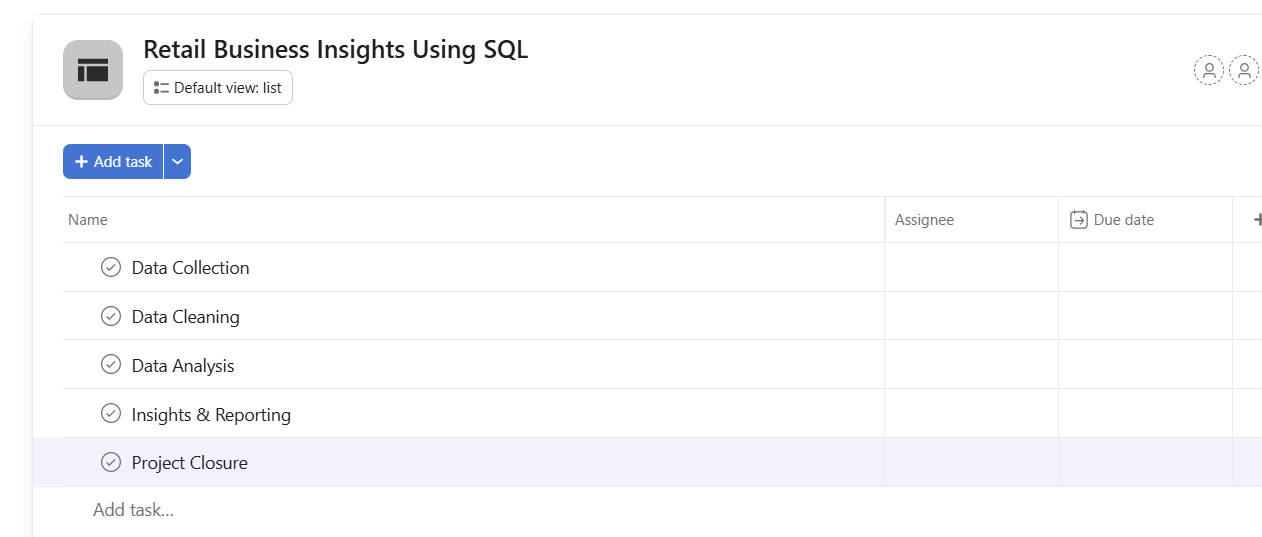 Retail Business Insights Using SQL
Default view: list
+ Add task
Name Assignee Due date +
Data Collection
Data Cleaning
Data Analysis
Insights & Reporting
Project Closure
Add task...